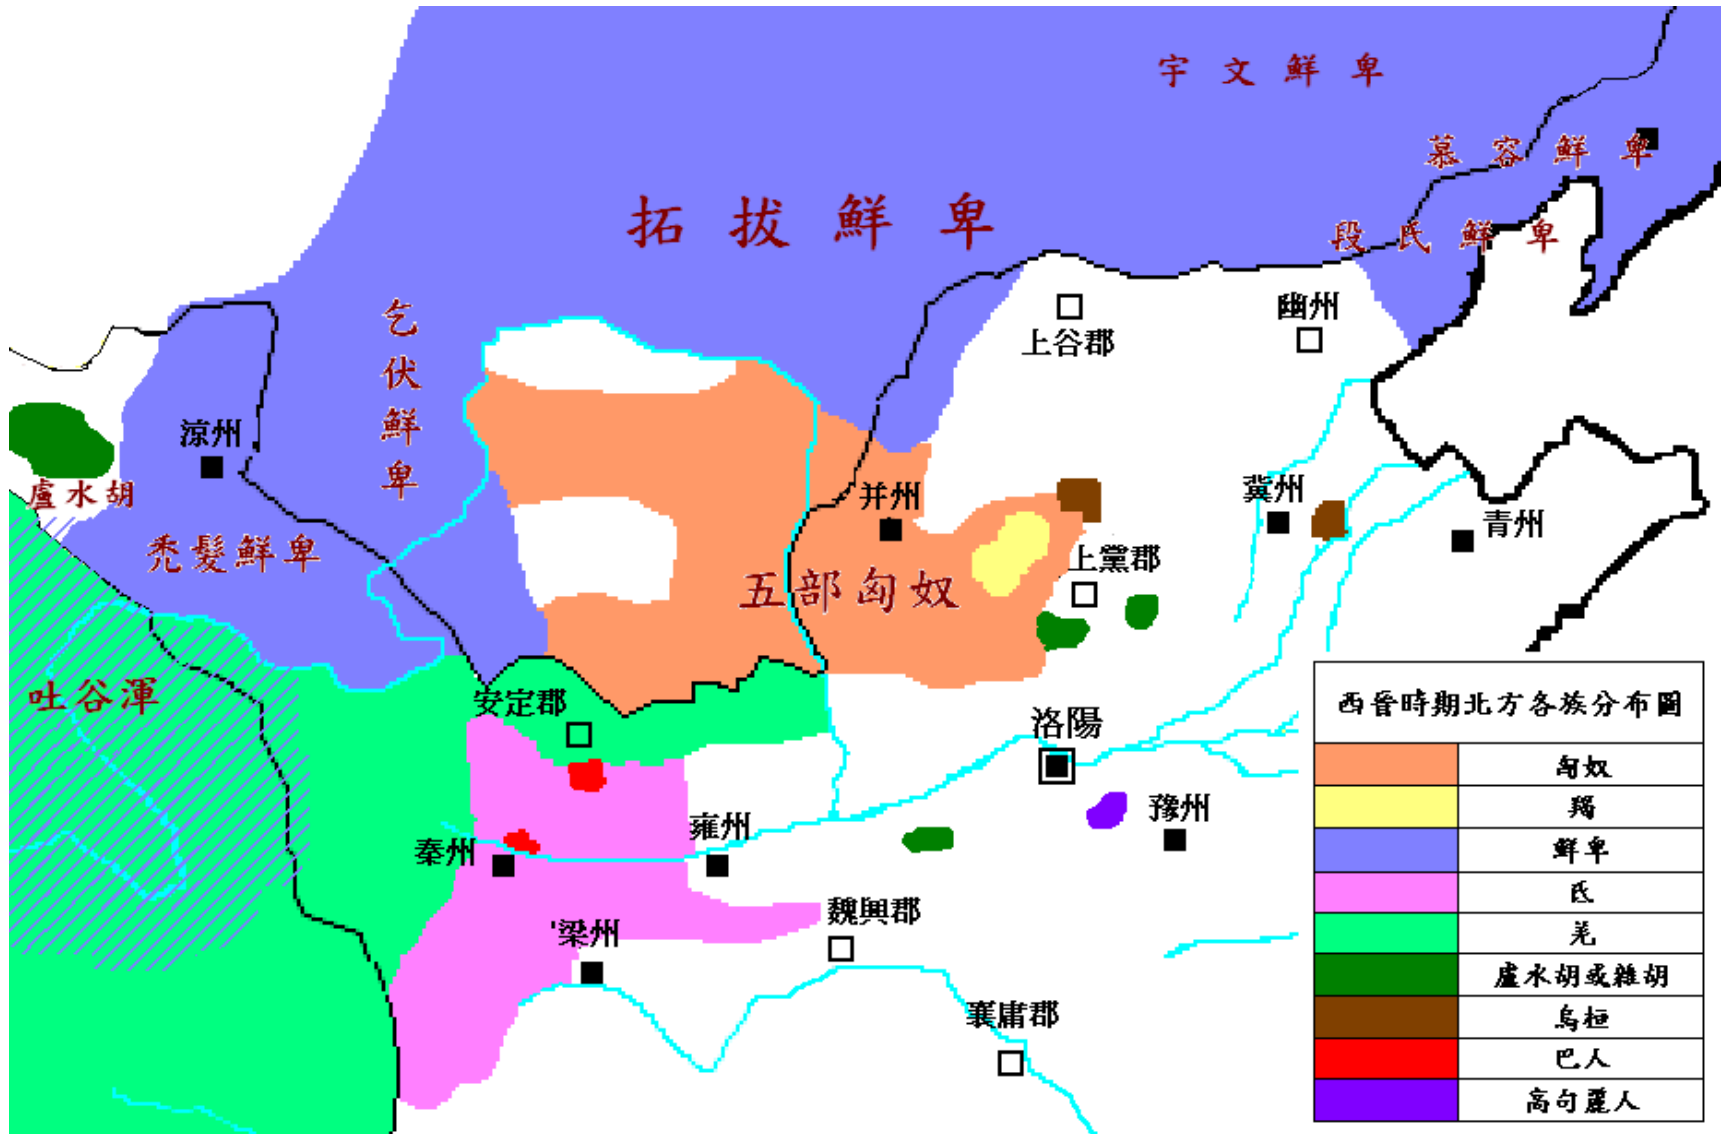 宇文鮮卑
慕容鮮卑
拓拔鮮卑
段氏鮮卑
乞伏鮮卑
上谷郡
幽州
涼州
盧水胡
并州
冀州
青州
禿髮鮮卑
上黨郡
五部匈奴
吐谷渾
安定郡
洛陽
秦州
雍州
豫州
'梁州
魏興郡
襄庸郡
西晉時期北方各族分布圖
匈奴
羯
鮮卑
氐
羌
盧水胡或雜胡
烏桓
巴人
高句麗人